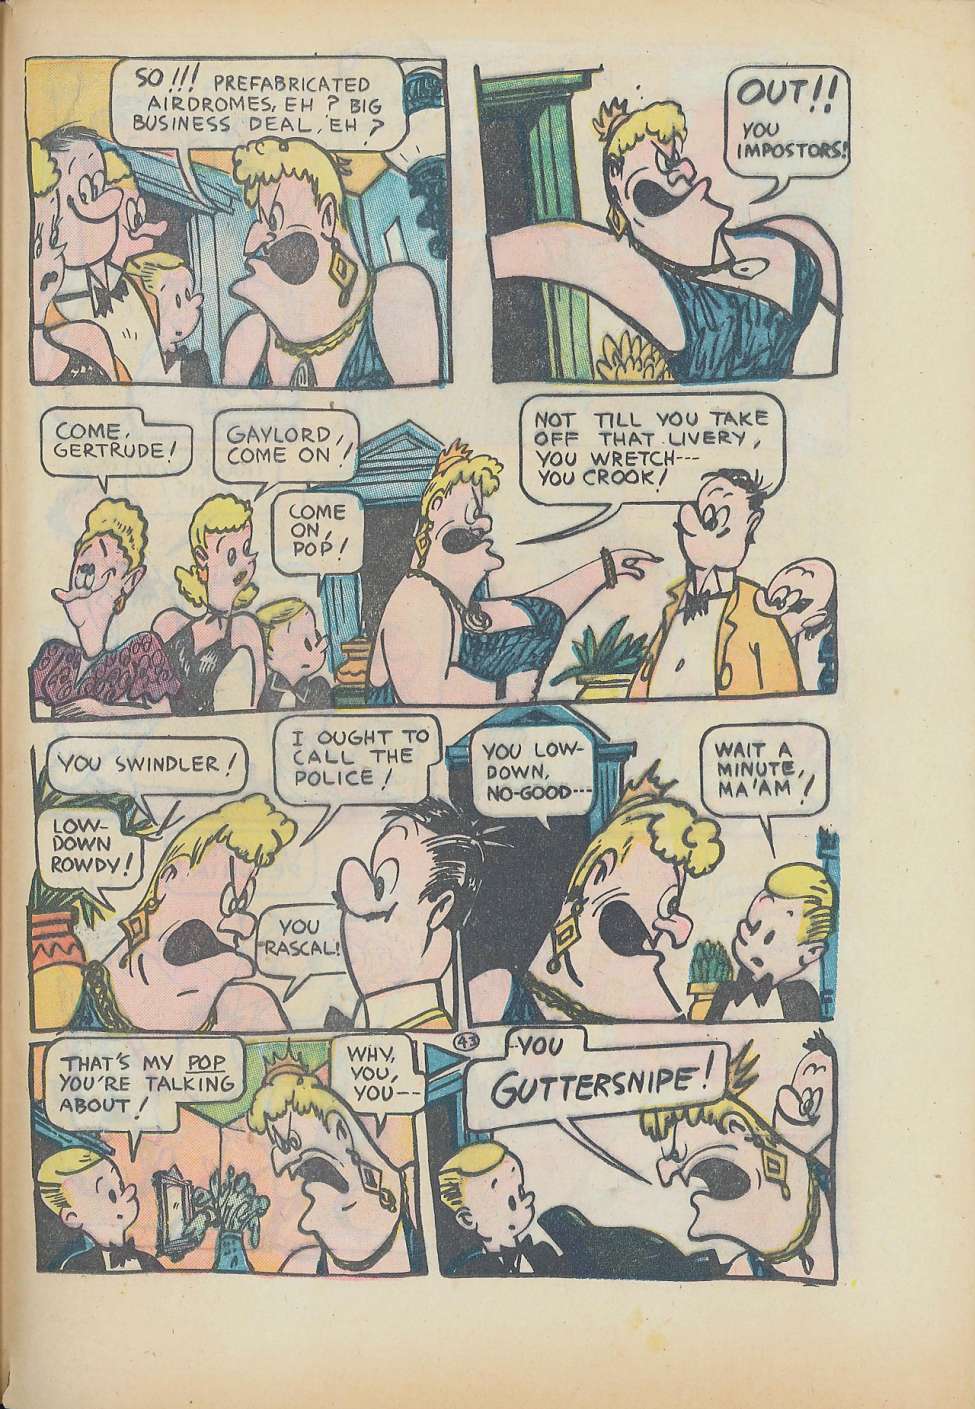 SO!!! PREFABRICATED
AIRDROMES, EH? BIG
BUSINESS DEAL, EH?
OUT!!
YOU
IMPOSTORS!
COME,
GERTRUDE!
GAYLORD,
COME ON!
COME
ON,
POP!
NOT TILL YOU TAKE
OFF THAT LIVERY,
YOU WRETCH---
YOU CROOK!
YOU SWINDLER!
I OUGHT TO
CALL THE
POLICE!
LOW-
DOWN
ROWDY!
YOU
RASCAL!
YOU LOW-
DOWN,
NO-GOOD---
WAIT A
MINUTE,
MA'AM!
THAT'S MY POP
YOU'RE TALKING
ABOUT!
WHY,
YOU,
YOU---
43
YOU
GUTTERSNIPE!